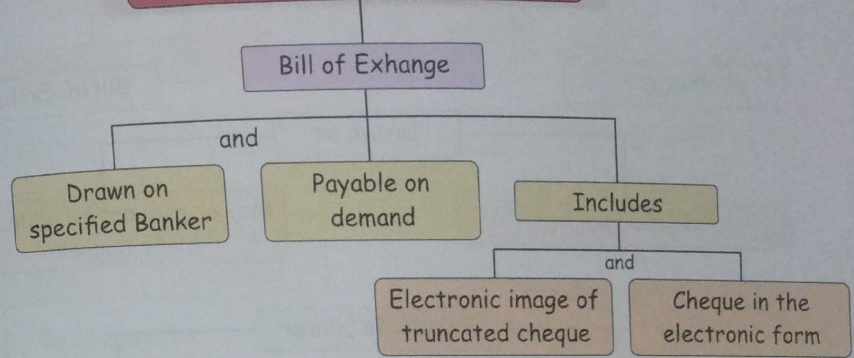 Bill of Exhange
and
Drawn on
specified Banker
Payable on
demand
Includes
and
Electronic image of
truncated cheque
Cheque in the
electronic form